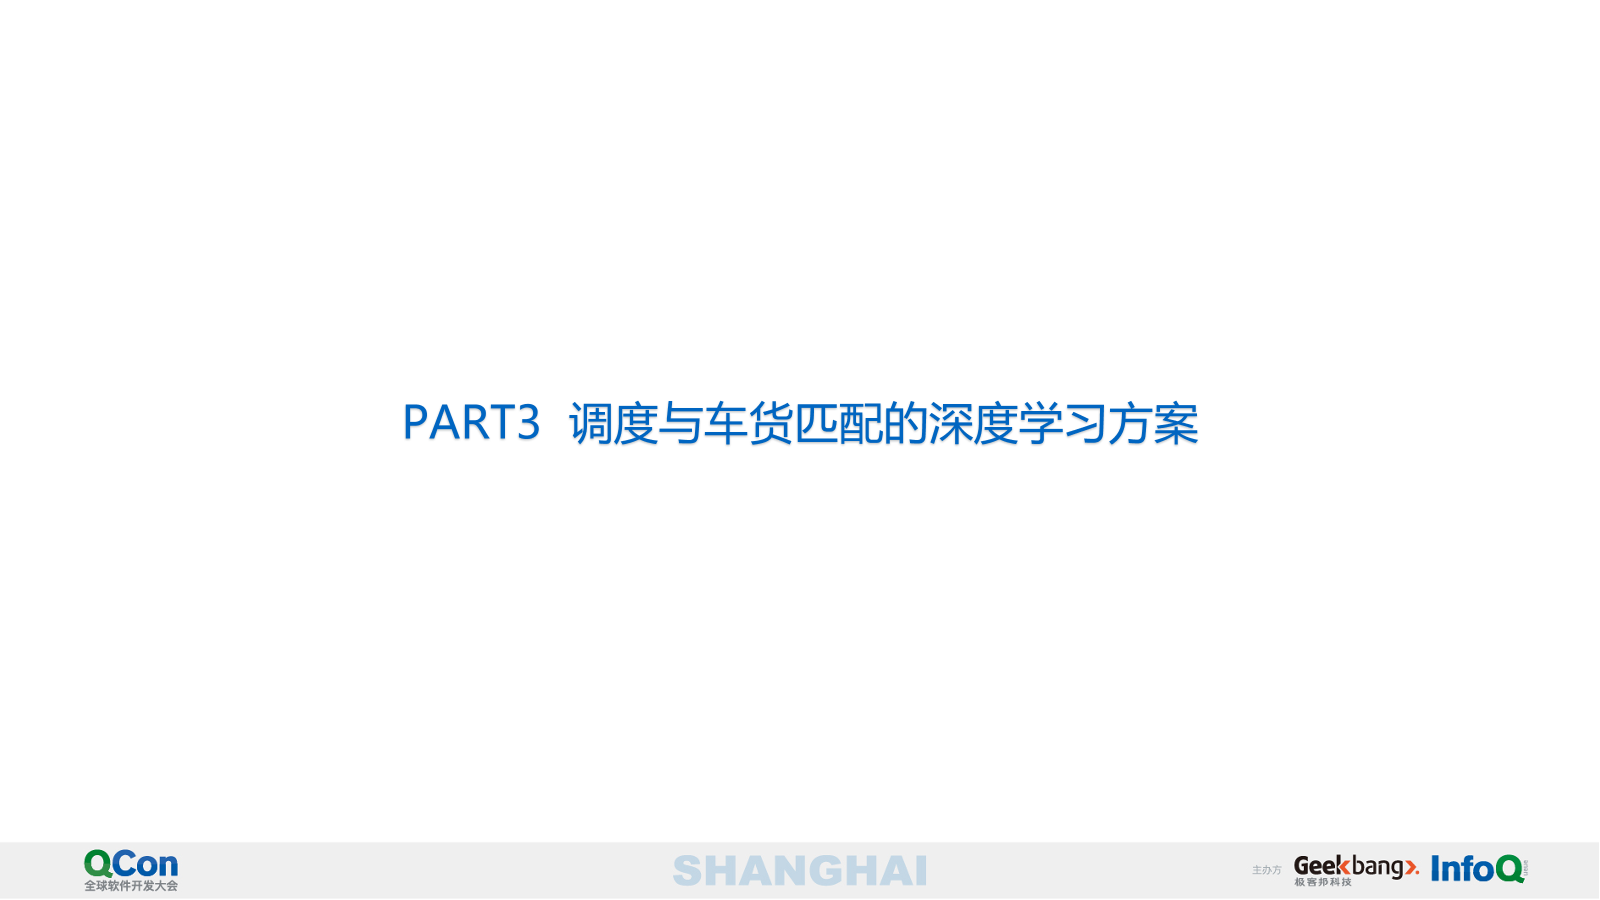 PART3 调度与车货匹配的深度学习方案
QCon
全球软件开发大会
SHANGHAI
主办方
Geekbang>.
极客邦科技
InfoQ